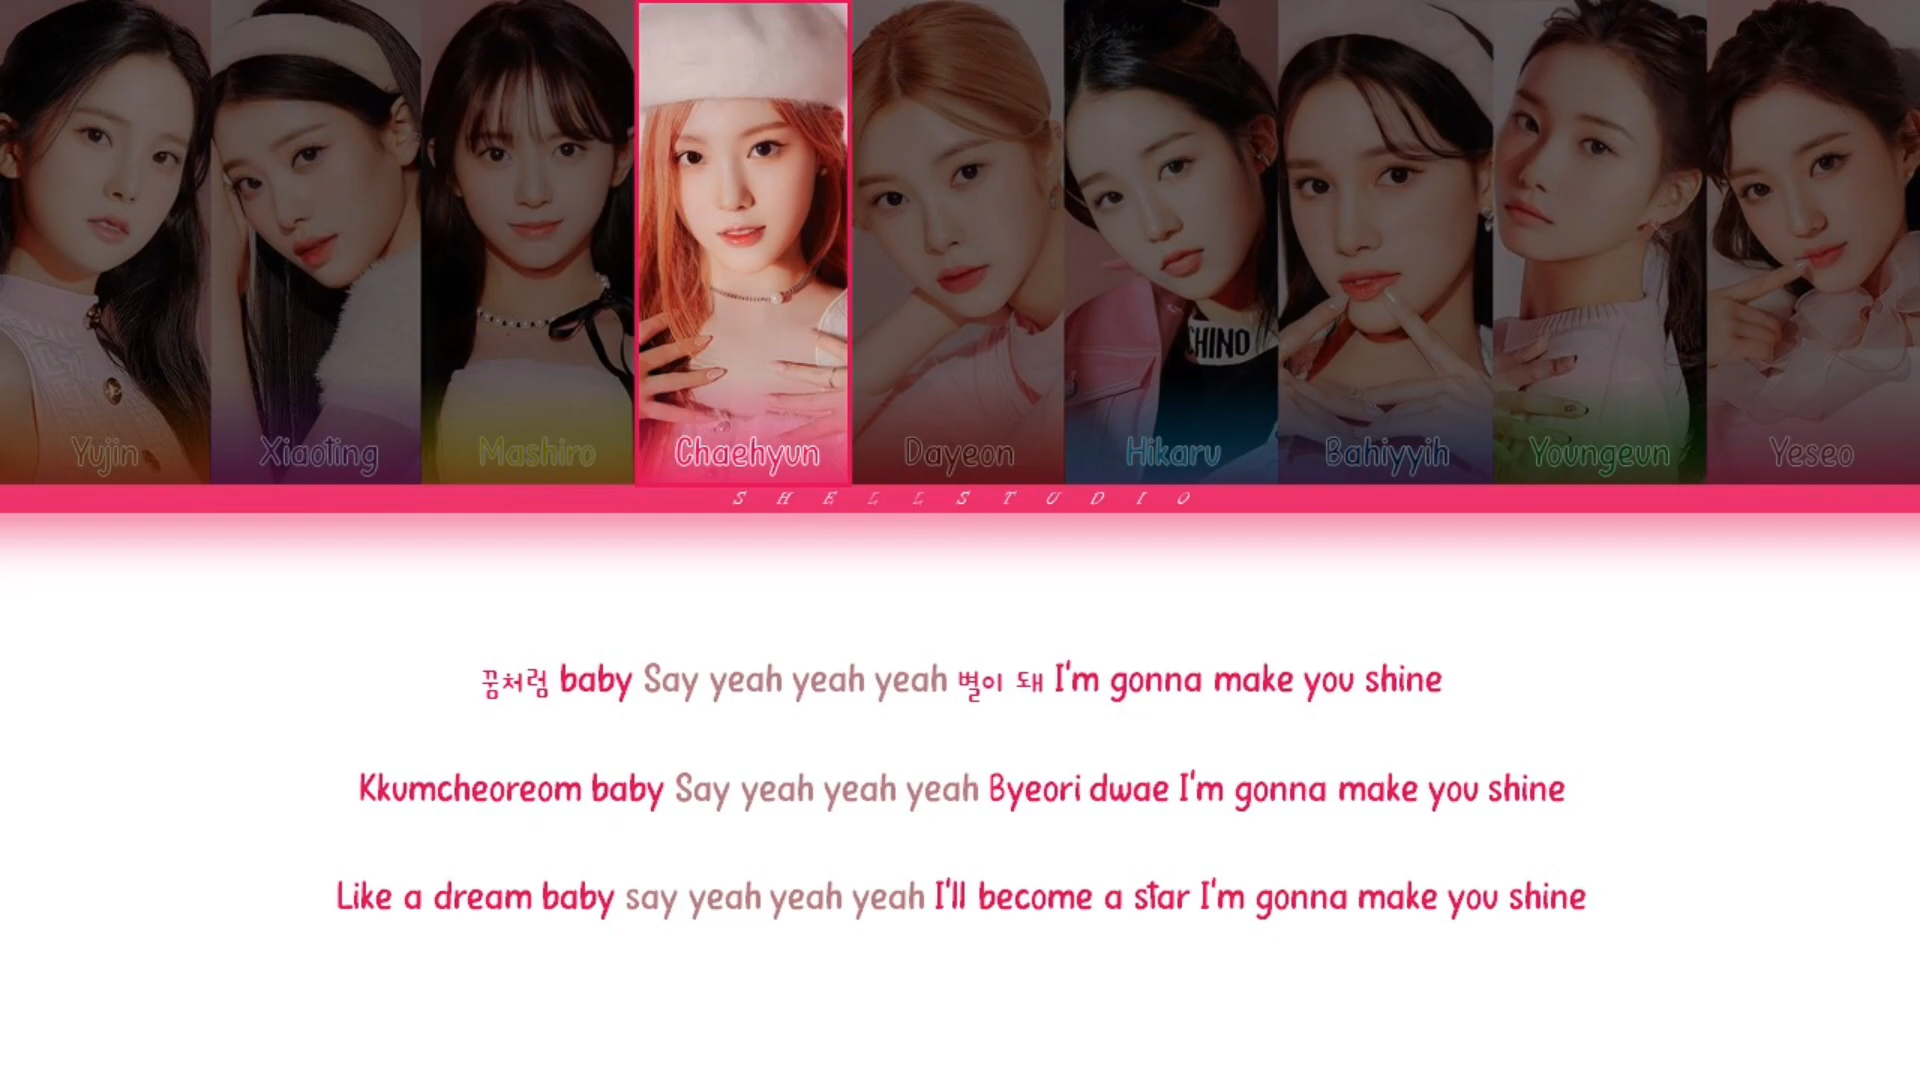 CHINO
Yujin Xiaoting Mashiro Chaehyun Dayeon Hikaru Bahiyyih Youngeun Yeseo
SHELLSTUDIO
꿈처럼 baby Say yeah yeah yeah 별이 돼 I'm gonna make you shine
Kkumcheoreom baby Say yeah yeah yeah Byeori dwae I'm gonna make you shine
Like a dream baby say yeah yeah yeah I'll become a star I'm gonna make you shine